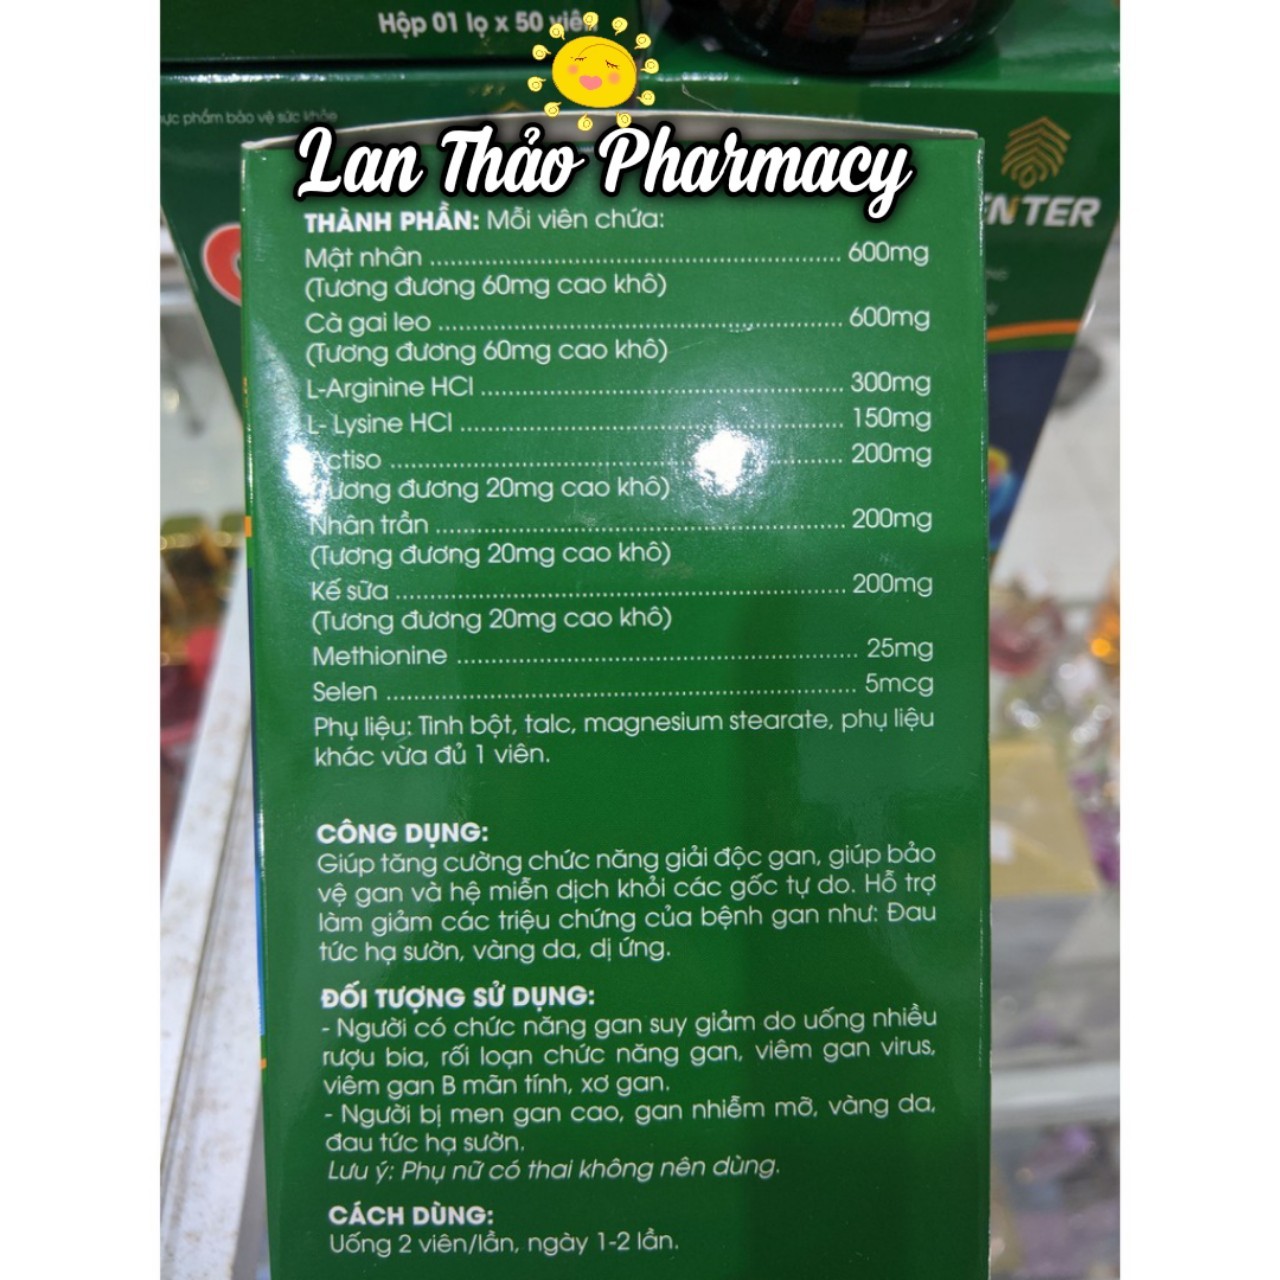 Hộp 01 lọ x 50 viên
phẩm bảo vệ sức khỏe
Lan Thảo Pharmacy
THÀNH PHẦN: Mỗi viên chứa:
Mật nhân ........ 600mg
(Tương đương 60mg cao khô)
Cà gai leo ........ 600mg
(Tương đương 60mg cao khô)
L-Arginine HCl ........ 300mg
L- Lysine HCl ........ 150mg
ctiso ........ 200mg
ương đương 20mg cao khô)
Nhân trần ........ 200mg
(Tương đương 20mg cao khô)
Kế sữa ........ 200mg
(Tương đương 20mg cao khô)
Methionine ........ 25mg
Selen ........ 5mcg
Phụ liệu: Tinh bột, talc, magnesium stearate, phụ liệu
khác vừa đủ 1 viên.
CÔNG DỤNG:
Giúp tăng cường chức năng giải độc gan, giúp bảo
vệ gan và hệ miễn dịch khỏi các gốc tự do. Hỗ trợ
làm giảm các triệu chứng của bệnh gan như: Đau
tức hạ sườn, vàng da, dị ứng.
ĐỐI TƯỢNG SỬ DỤNG:
- Người có chức năng gan suy giảm do uống nhiều
rượu bia, rối loạn chức năng gan, viêm gan virus,
viêm gan B mãn tính, xơ gan.
- Người bị men gan cao, gan nhiễm mỡ, vàng da,
đau tức hạ sườn.
Lưu ý: Phụ nữ có thai không nên dùng.
CÁCH DÙNG:
Uống 2 viên/lần, ngày 1-2 lần.
ENTER